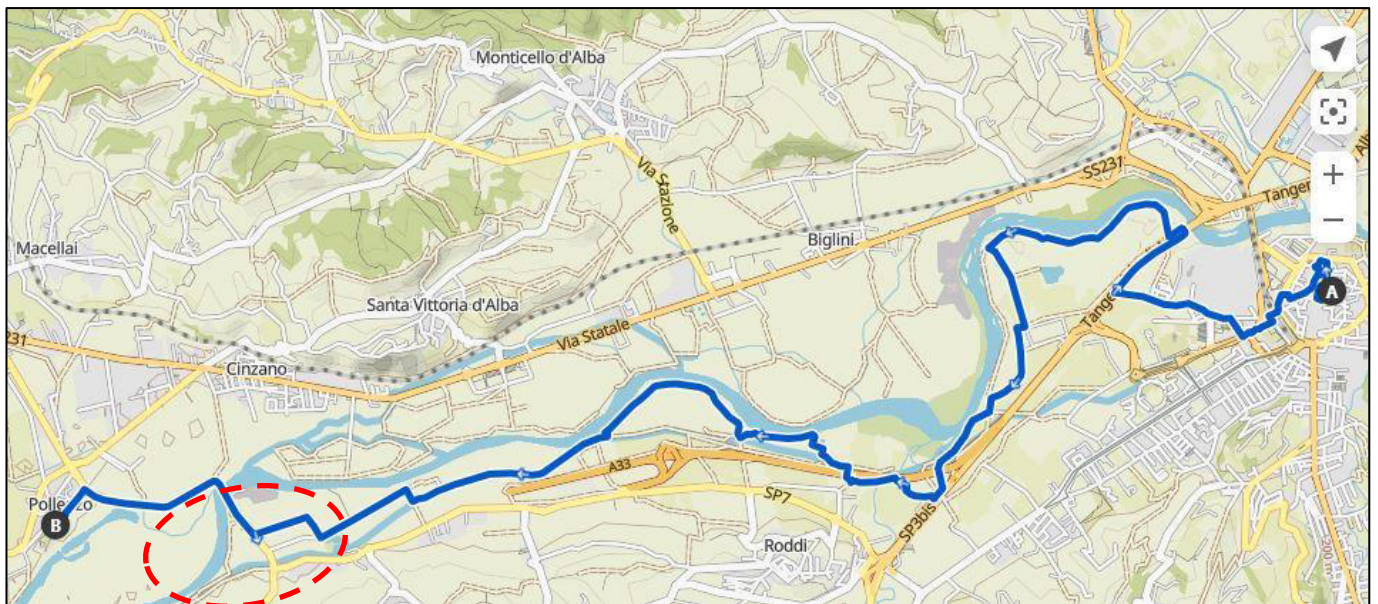 Monticello d'Alba
Via Stazione
SS231
Tanger
Macellai
Biglini
Santa Vittoria d'Alba
Via Statale
Tange
A
231
Cinzano
A33
SP7
Pollenzo
B
SP3bis
Roddi
200 m
+
−